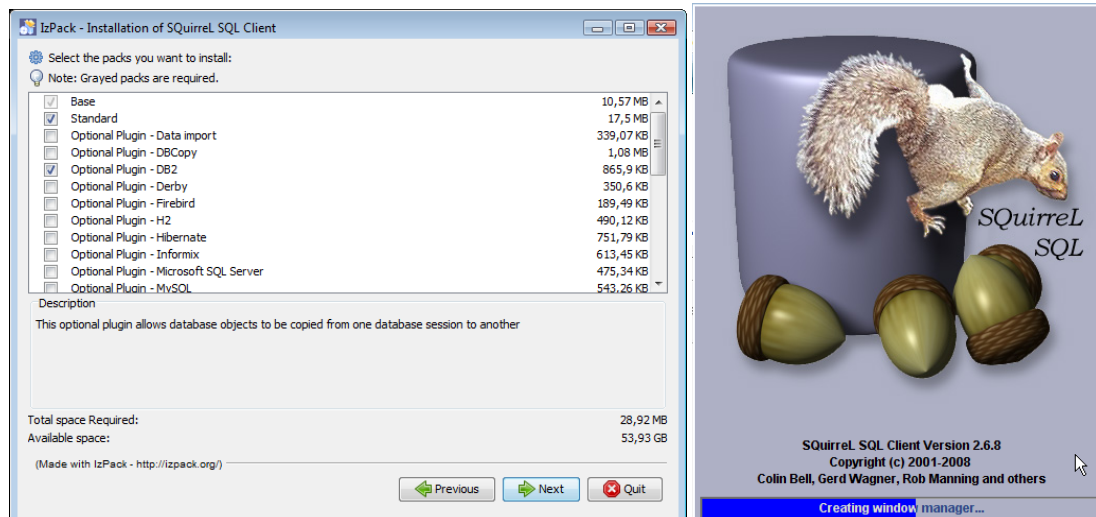 IzPack - Installation of SQuirreL SQL Client
Select the packs you want to install:
Note: Grayed packs are required.
Base 10,57 MB
Standard 17,5 MB
Optional Plugin - Data import 339,07 KB
Optional Plugin - DBCopy 1,08 MB
Optional Plugin - DB2 865,9 KB
Optional Plugin - Derby 350,6 KB
Optional Plugin - Firebird 189,49 KB
Optional Plugin - H2 490,12 KB
Optional Plugin - Hibernate 751,79 KB
Optional Plugin - Informix 613,45 KB
Optional Plugin - Microsoft SQL Server 475,34 KB
Optional Plugin - MySQL 543,26 KB
Description
This optional plugin allows database objects to be copied from one database session to another
Total space Required: 28,92 MB
Available space: 53,93 GB
(Made with IzPack - http://izpack.org/)
Previous Next Quit
SQuirreL
SQL
SQuirreL SQL Client Version 2.6.8
Copyright (c) 2001-2008
Colin Bell, Gerd Wagner, Rob Manning and others
Creating window manager...